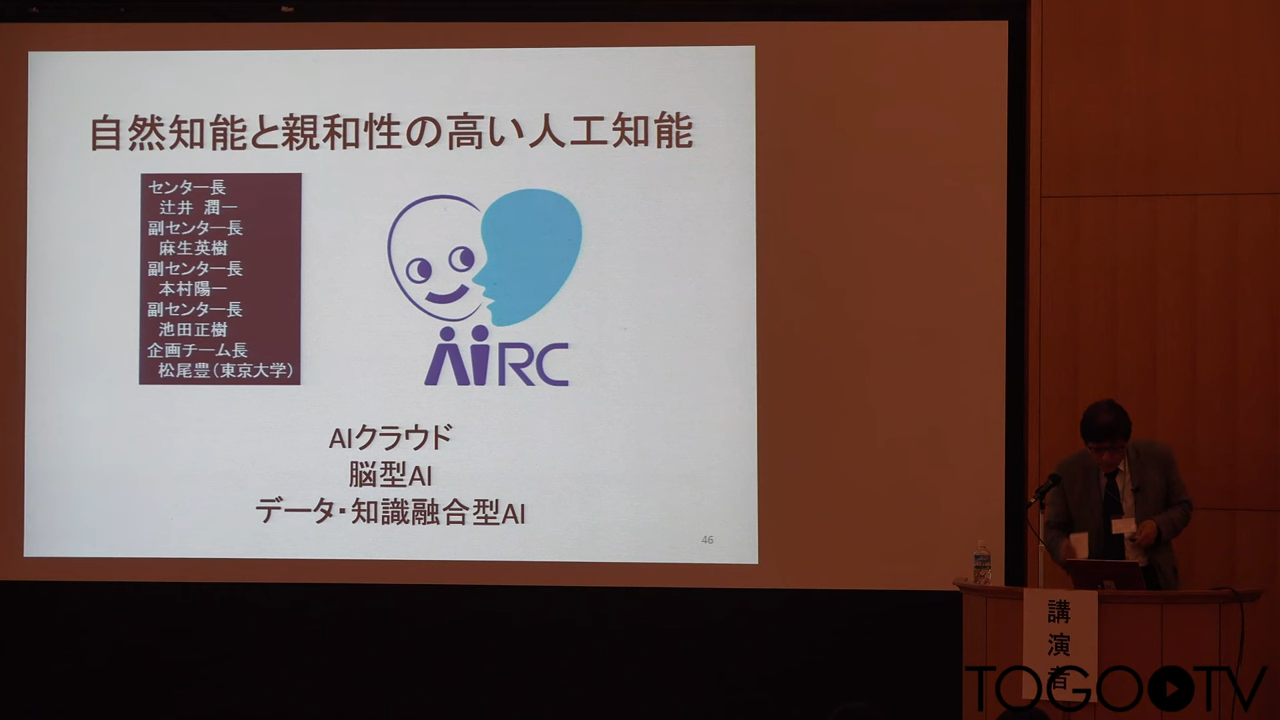 自然知能と親和性の高い人工知能
センター長
辻井 潤一
副センター長
麻生英樹
副センター長
本村陽一
副センター長
池田正樹
企画チーム長
松尾豊(東京大学)
AIRC
AIクラウド
脳型AI
データ・知識融合型AI
46
講演者
TOGOTV